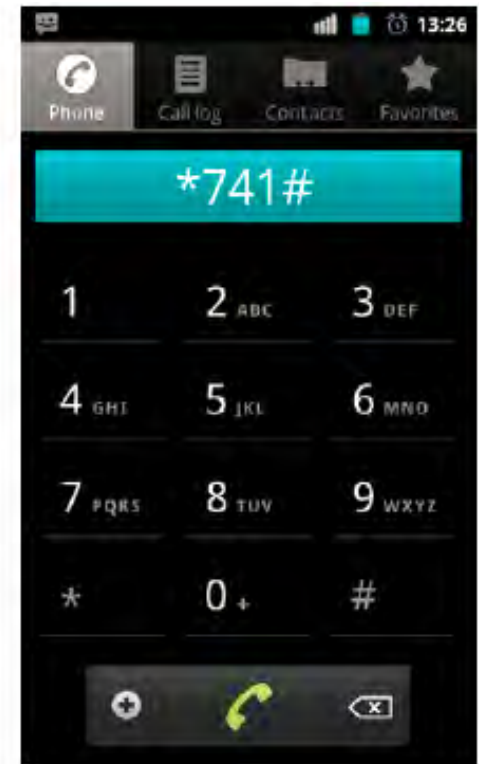 13:26
Phone Call log Contacts Favorites
*741#
1 2 ABC 3 DEF
4 GHI 5 JKL 6 MNO
7 PQRS 8 TUV 9 WXYZ
* 0 + #